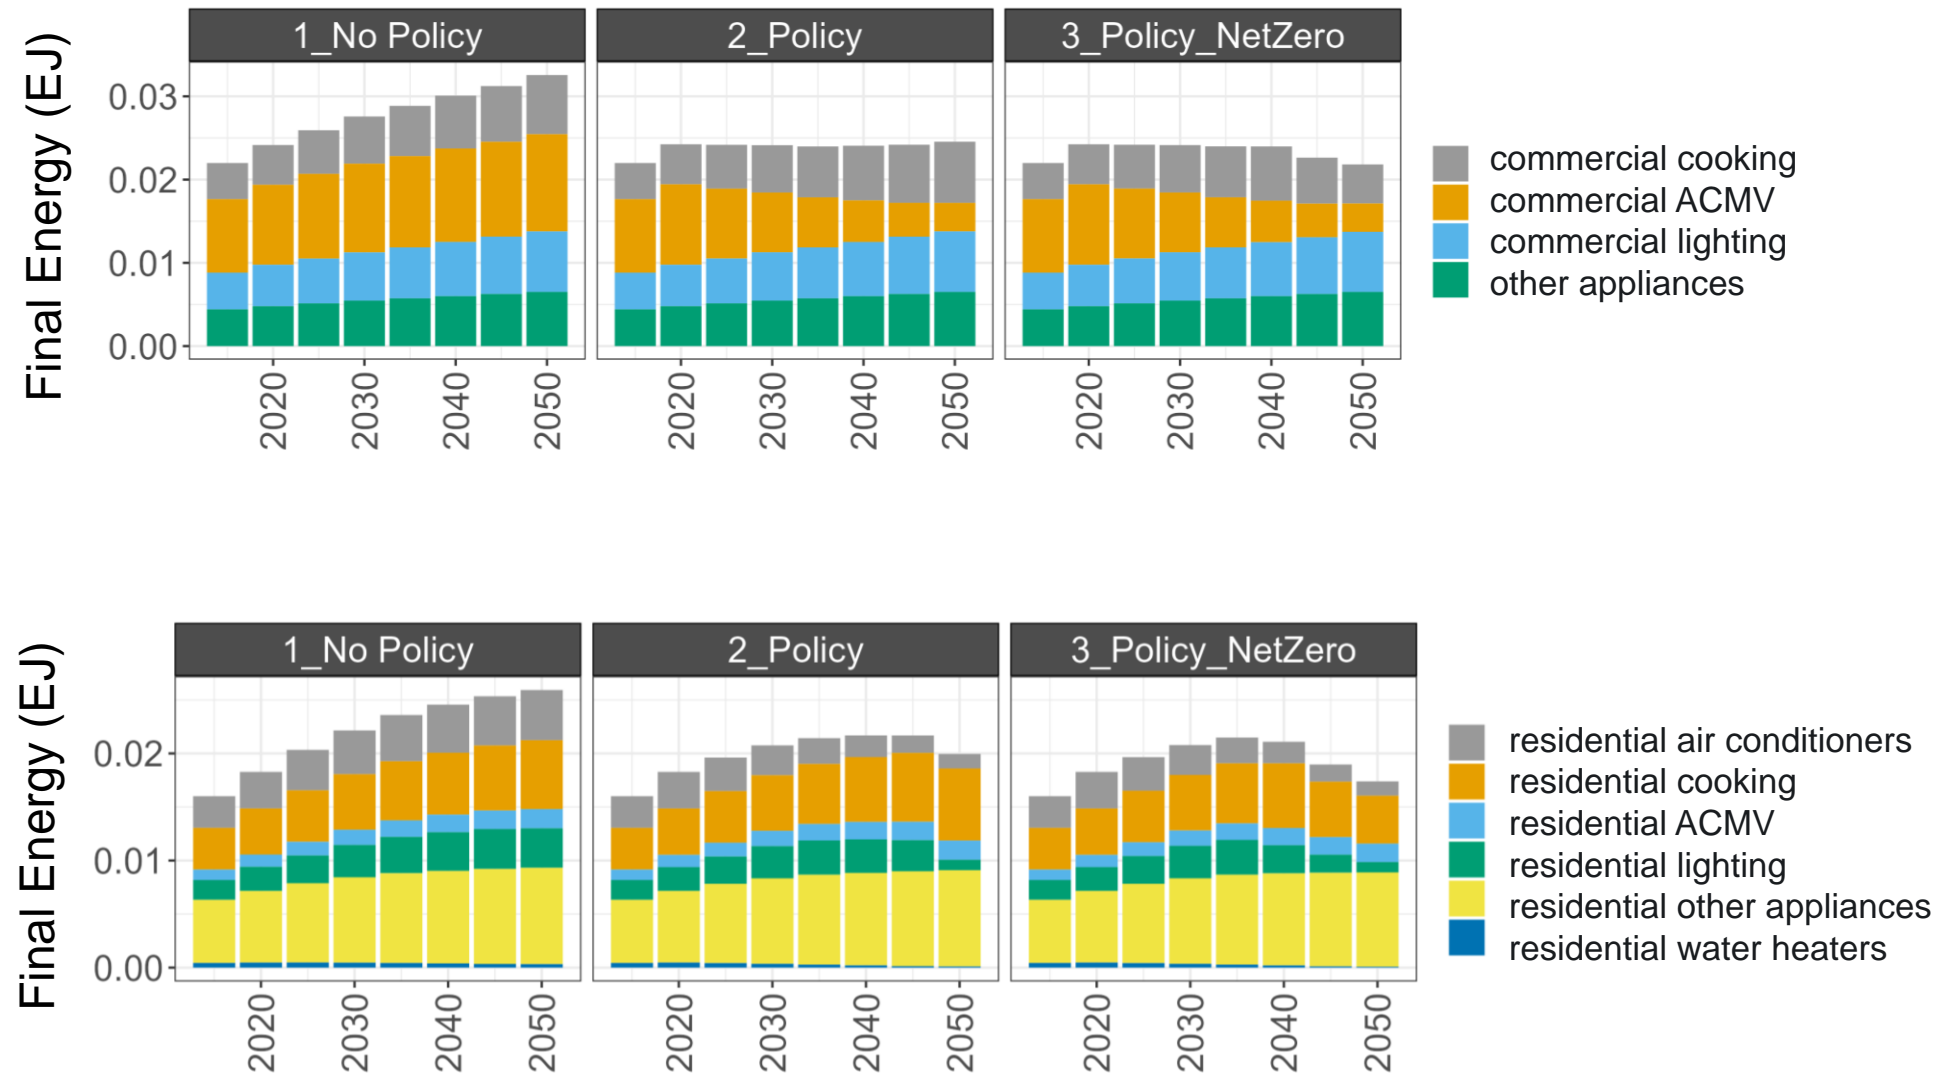 1_No Policy
2_Policy
3_Policy_NetZero
Final Energy (EJ)
0.03
0.02
0.01
0.00
2020
2030
2040
2050
2020
2030
2040
2050
2020
2030
2040
2050
commercial cooking
commercial ACMV
commercial lighting
other appliances
1_No Policy
2_Policy
3_Policy_NetZero
Final Energy (EJ)
0.02
0.01
0.00
2020
2030
2040
2050
2020
2030
2040
2050
2020
2030
2040
2050
residential air conditioners
residential cooking
residential ACMV
residential lighting
residential other appliances
residential water heaters